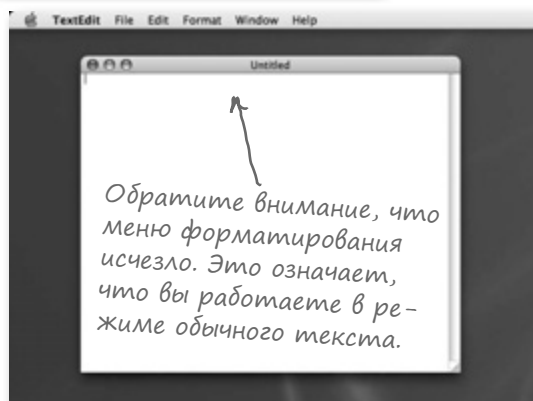 TextEdit File Edit Format Window Help
Untitled
Обратите внимание, что
меню форматирования
исчезло. Это означает,
что вы работаете в ре-
жиме обычного текста.